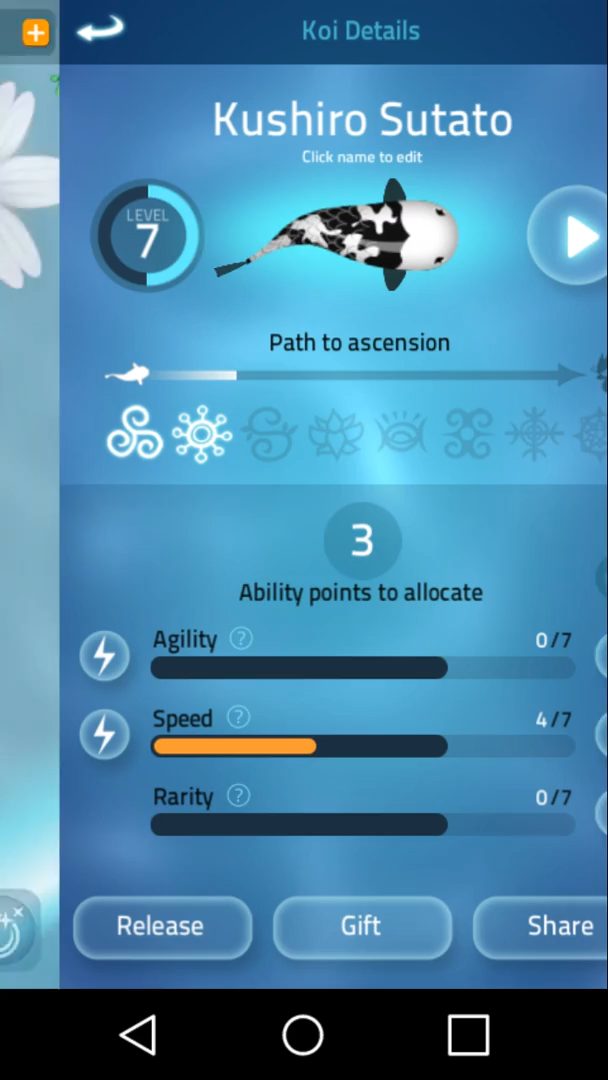 Koi Details
Kushiro Sutato
Click name to edit
LEVEL
7
Path to ascension
3
Ability points to allocate
Agility ? 0/7
Speed ? 4/7
Rarity ? 0/7
Release Gift Share